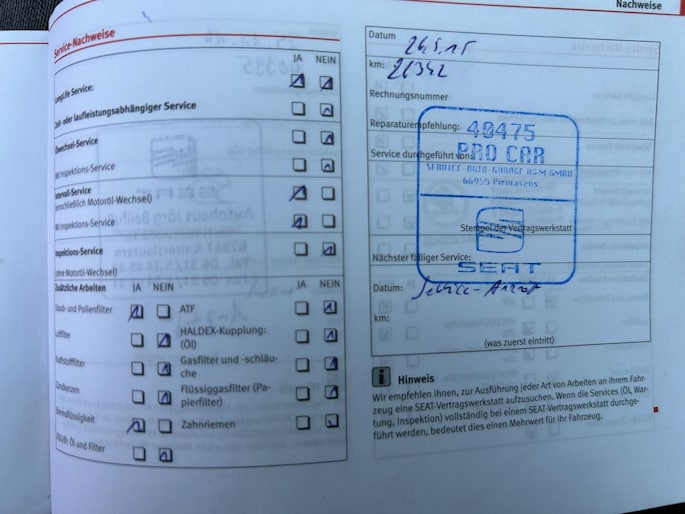 Nachweise
Service-Nachweise
JA NEIN
LongLife Service:
Zeit- oder laufleistungsabhängiger Service
Ölwechsel-Service
Mit Inspektions-Service
Intervall-Service
(einschließlich Motoröl-Wechsel)
Mit Inspektions-Service
Inspektions-Service
(ohne Motoröl-Wechsel)
Zusätzliche Arbeiten JA NEIN JA NEIN
Staub- und Pollenfilter ATF
Luftfilter HALDEX-Kupplung:
(Öl)
Kraftstofffilter Gasfilter und -schläu-
che
Zündkerzen Flüssiggasfilter (Pa-
pierfilter)
Bremsflüssigkeit Zahnriemen
DSG®: Öl und Filter
Datum 26.5.15
km: 21342
Rechnungsnummer
Reparaturempfehlung:
40475
PRO CAR
Service durchgeführt von:
SERVICE-AUTO GARAGE H&M GMBH
66955 Pirmasens
Stempel der Vertragswerkstatt
SEAT
Nächster fälliger Service:
Datum: Service-Anzeige
km:
(was zuerst eintritt)
i Hinweis
Wir empfehlen Ihnen, zur Ausführung jeder Art von Arbeiten an Ihrem Fahr-
zeug eine SEAT-Vertragswerkstatt aufzusuchen. Wenn die Services (Öl, War-
tung, Inspektion) vollständig bei einem SEAT-Vertragswerkstatt durchge-
führt werden, bedeutet dies einen Mehrwert für Ihr Fahrzeug.